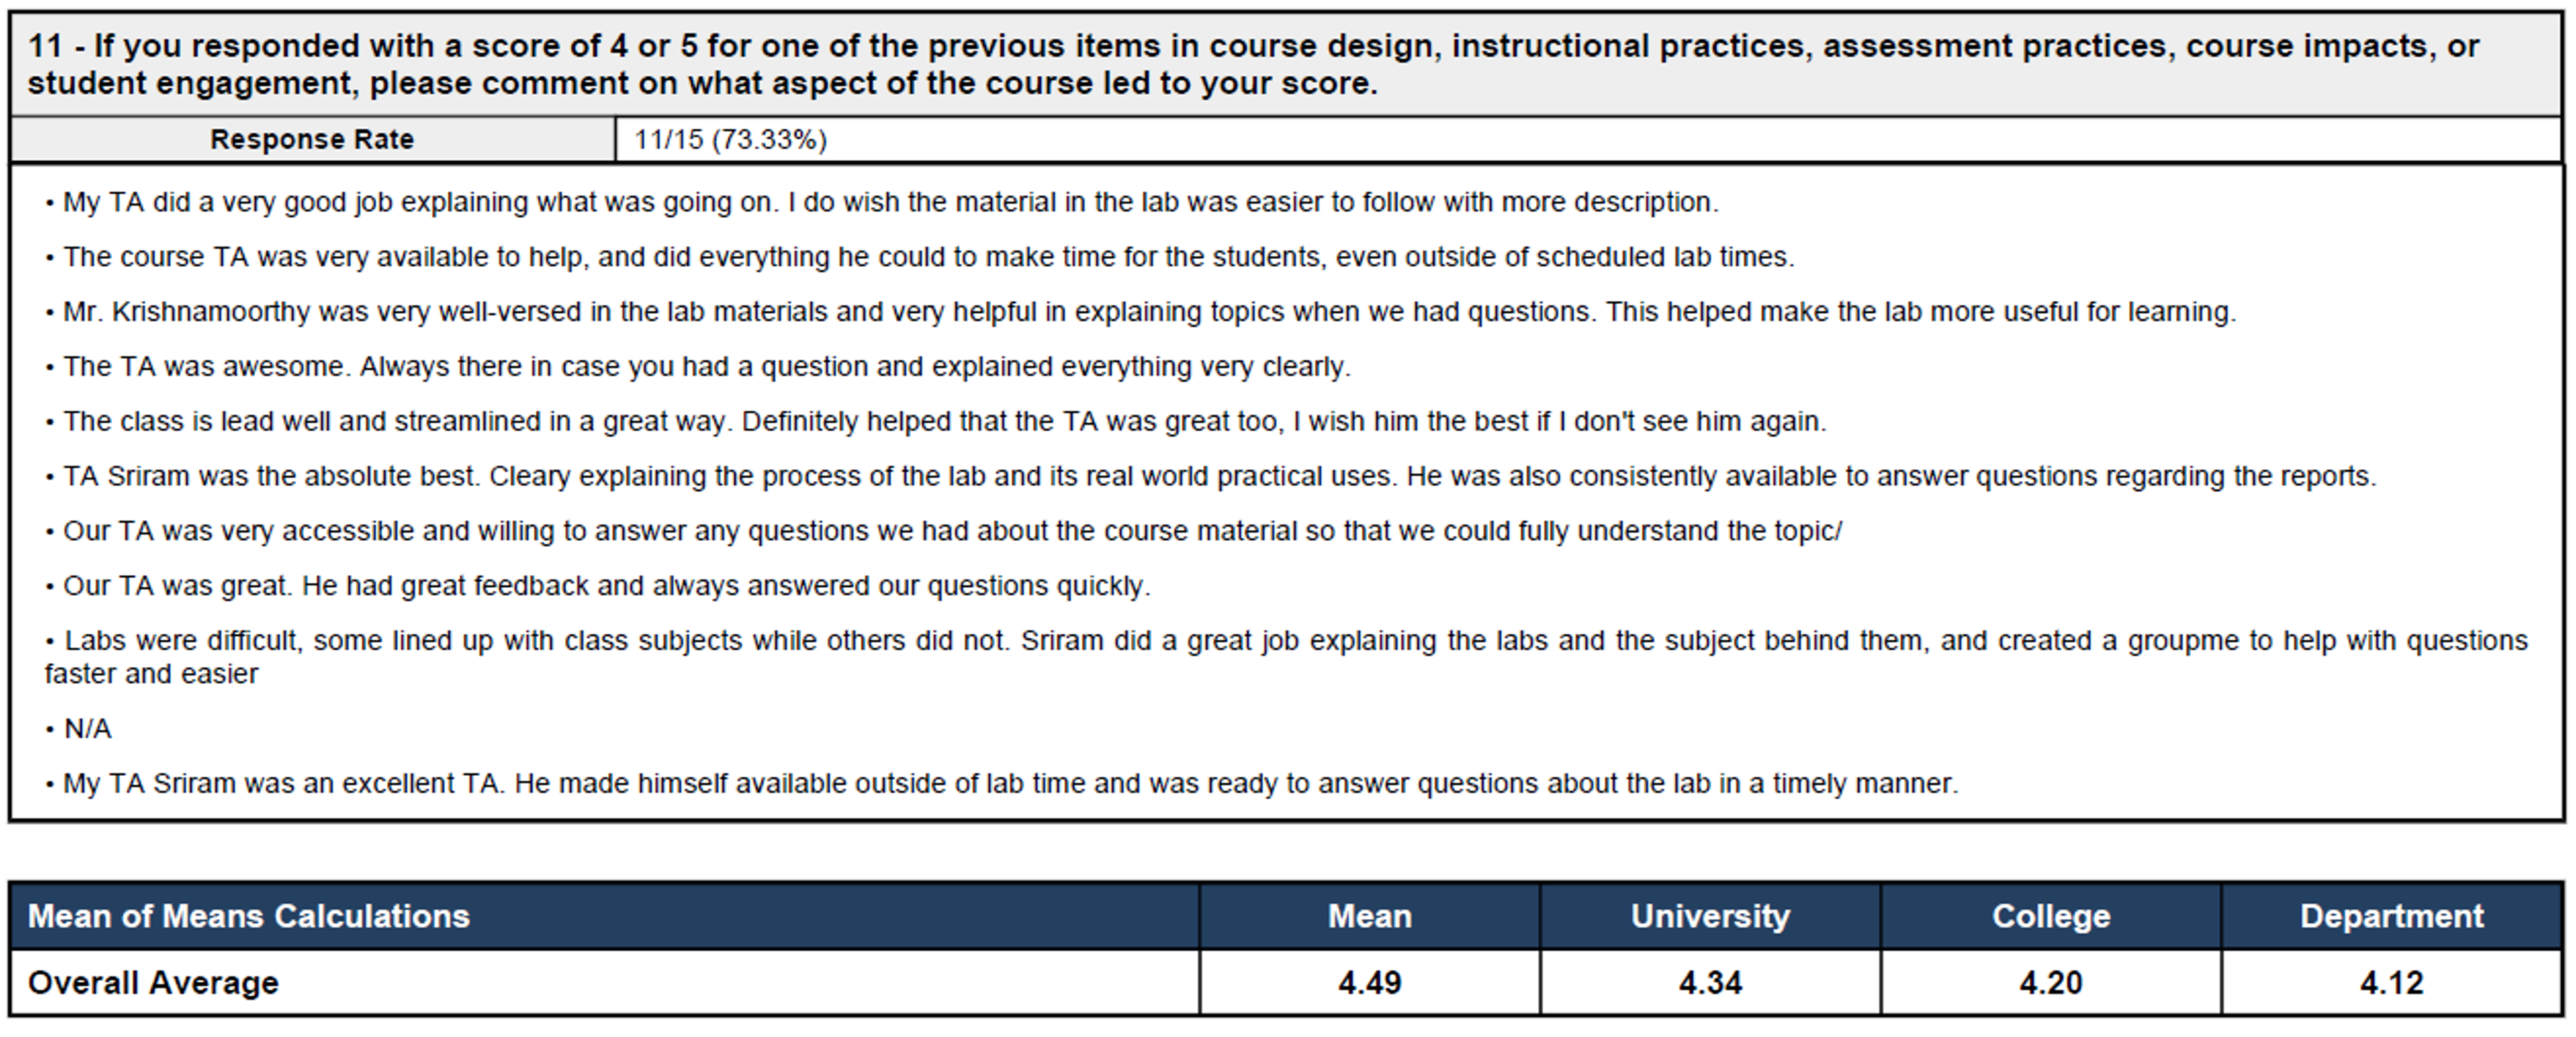 11 - If you responded with a score of 4 or 5 for one of the previous items in course design, instructional practices, assessment practices, course impacts, or
student engagement, please comment on what aspect of the course led to your score.
Response Rate 11/15 (73.33%)
• My TA did a very good job explaining what was going on. I do wish the material in the lab was easier to follow with more description.
• The course TA was very available to help, and did everything he could to make time for the students, even outside of scheduled lab times.
• Mr. Krishnamoorthy was very well-versed in the lab materials and very helpful in explaining topics when we had questions. This helped make the lab more useful for learning.
• The TA was awesome. Always there in case you had a question and explained everything very clearly.
• The class is lead well and streamlined in a great way. Definitely helped that the TA was great too, I wish him the best if I don't see him again.
• TA Sriram was the absolute best. Cleary explaining the process of the lab and its real world practical uses. He was also consistently available to answer questions regarding the reports.
• Our TA was very accessible and willing to answer any questions we had about the course material so that we could fully understand the topic/
• Our TA was great. He had great feedback and always answered our questions quickly.
• Labs were difficult, some lined up with class subjects while others did not. Sriram did a great job explaining the labs and the subject behind them, and created a groupme to help with questions
faster and easier
• N/A
• My TA Sriram was an excellent TA. He made himself available outside of lab time and was ready to answer questions about the lab in a timely manner.
Mean of Means Calculations Mean University College Department
Overall Average 4.49 4.34 4.20 4.12